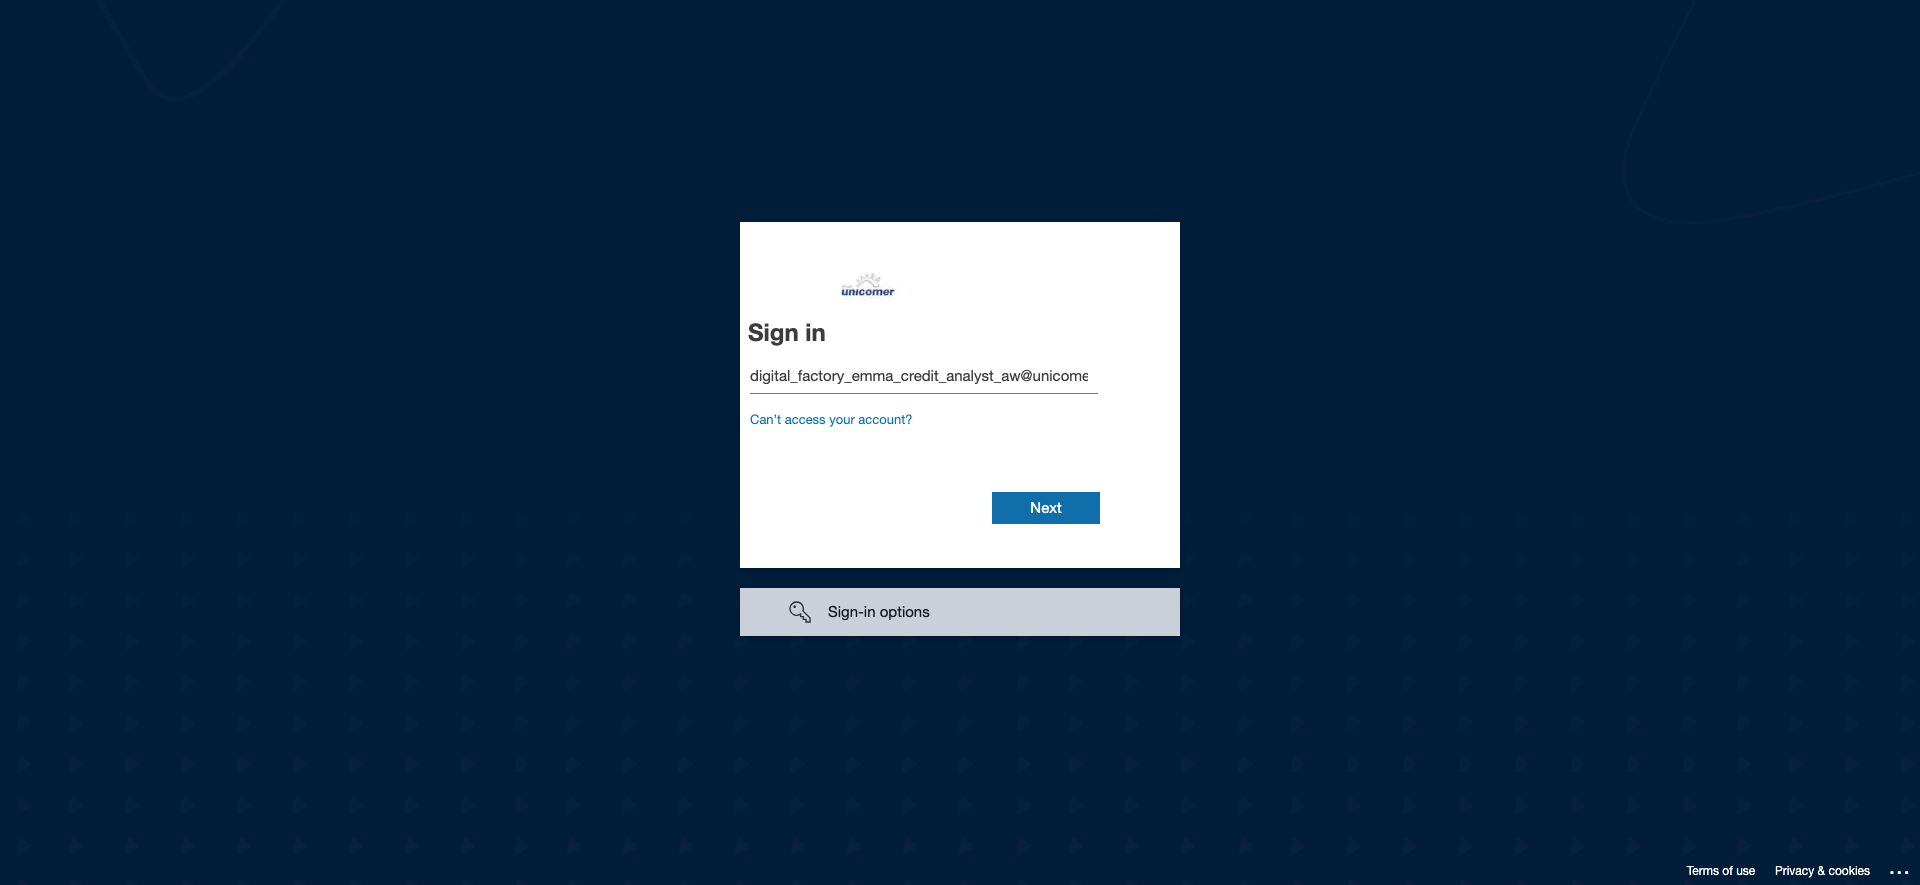 unicomer
Sign in
digital_factory_emma_credit_analyst_aw@unicome
Can't access your account?
Next
Sign-in options
Terms of use
Privacy & cookies
...